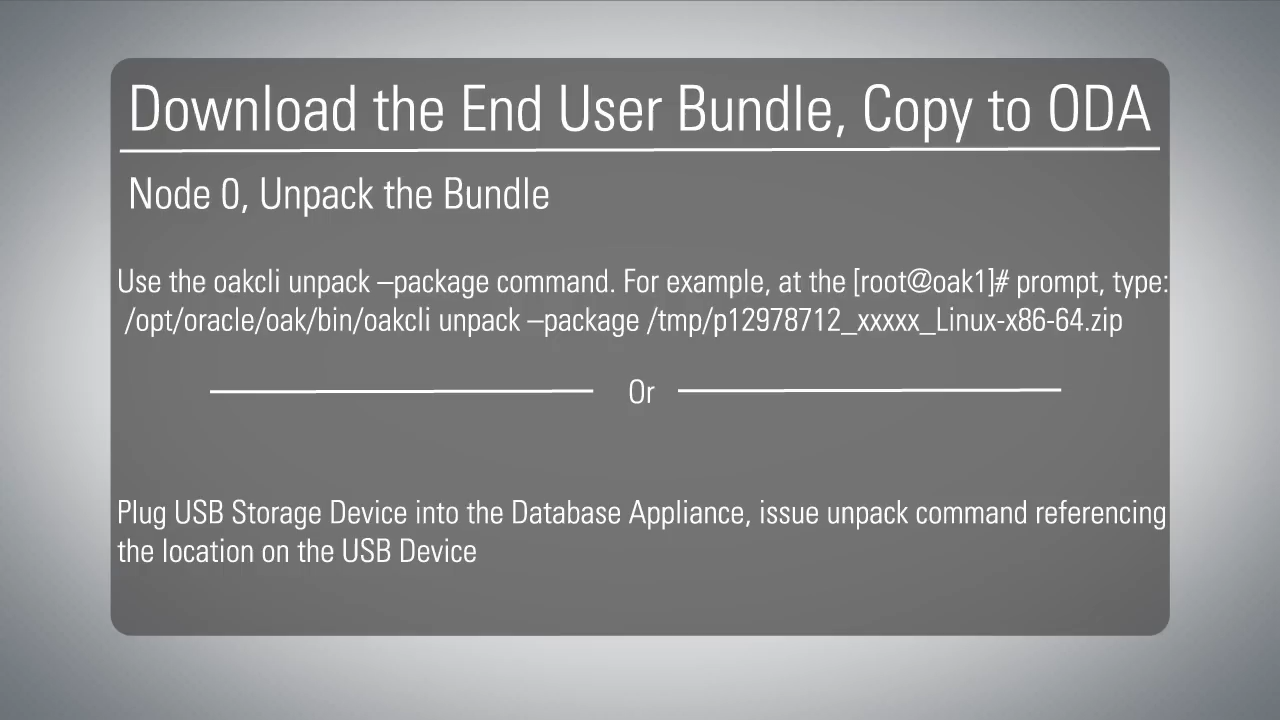 Download the End User Bundle, Copy to ODA
Node 0, Unpack the Bundle
Use the oakcli unpack –package command. For example, at the [root@oak1]# prompt, type:
/opt/oracle/oak/bin/oakcli unpack –package /tmp/p12978712_xxxxx_Linux-x86-64.zip
Or
Plug USB Storage Device into the Database Appliance, issue unpack command referencing
the location on the USB Device